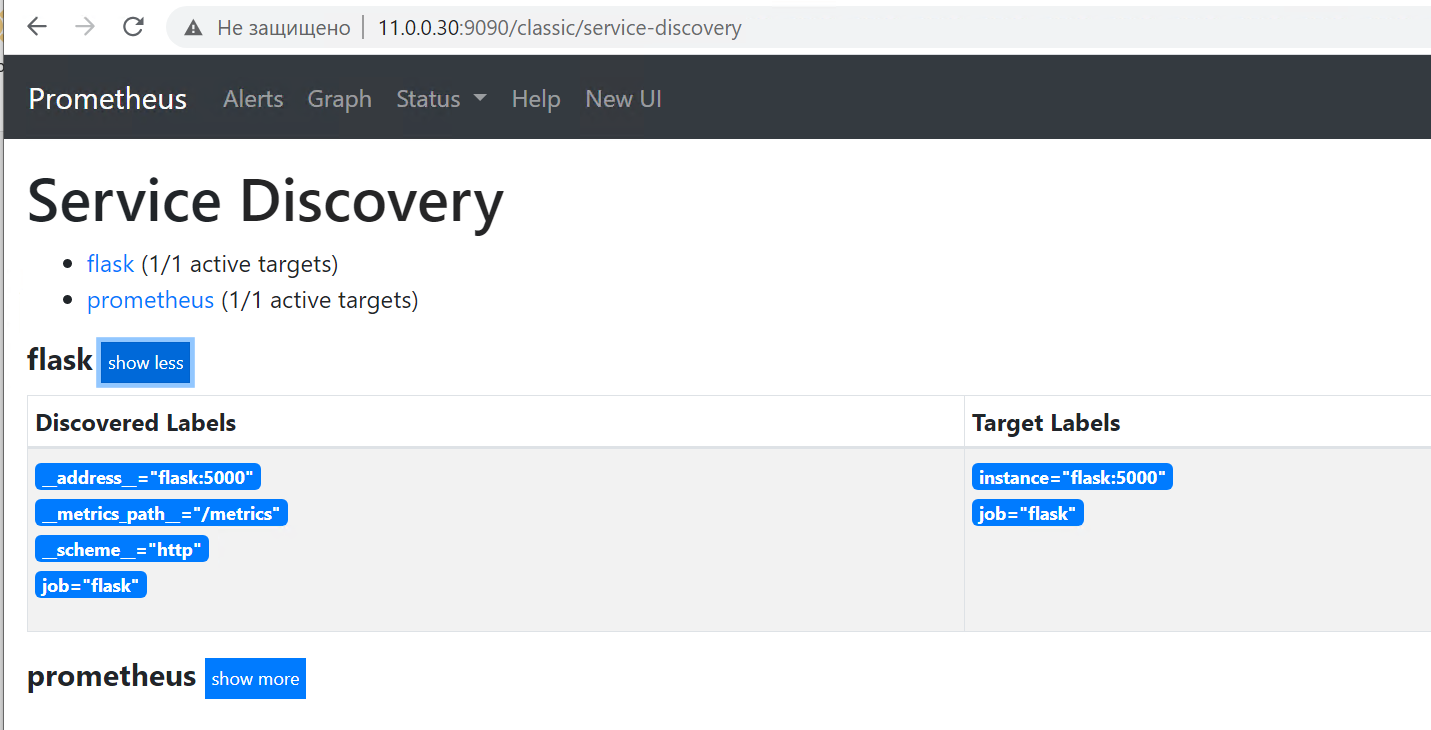 Не защищено | 11.0.0.30:9090/classic/service-discovery
Prometheus Alerts Graph Status Help New UI
Service Discovery
flask (1/1 active targets)
prometheus (1/1 active targets)
flask show less
Discovered Labels Target Labels
__address__="flask:5000" instance="flask:5000"
__metrics_path__="/metrics" job="flask"
__scheme__="http"
job="flask"
prometheus show more